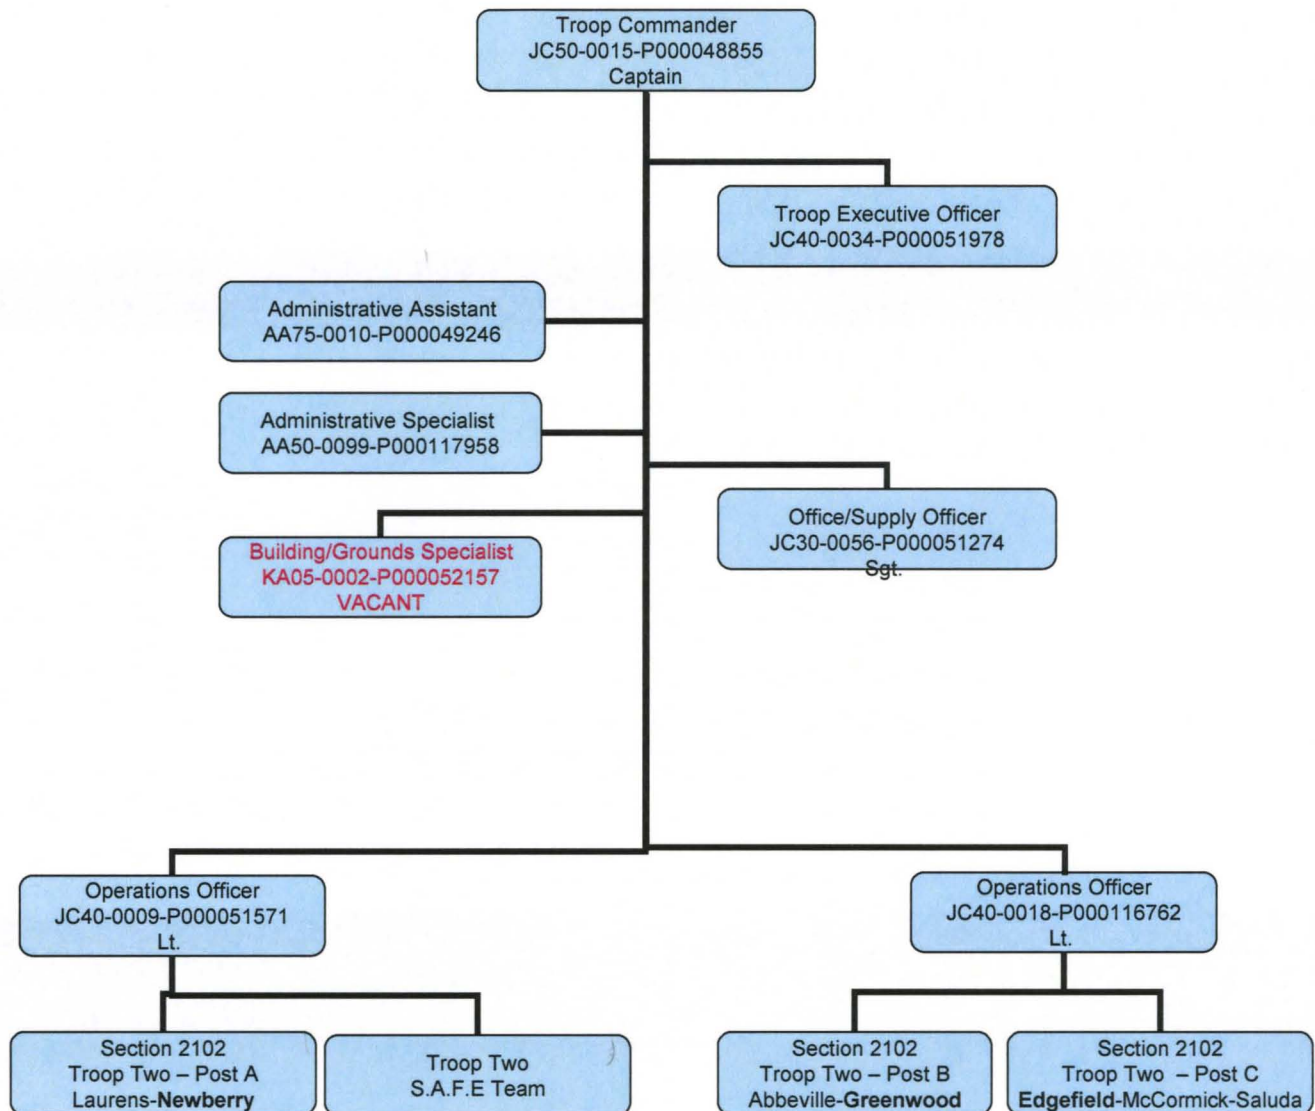 Troop Commander
JC50-0015-P000048855
Captain
Troop Executive Officer
JC40-0034-P000051978
Administrative Assistant
AA75-0010-P000049246
Administrative Specialist
AA50-0099-P000117958
Office/Supply Officer
JC30-0056-P000051274
Sgt.
Building/Grounds Specialist
KA05-0002-P000052157
VACANT
Operations Officer
JC40-0009-P000051571
Lt.
Operations Officer
JC40-0018-P000116762
Lt.
Section 2102
Troop Two – Post A
Laurens-Newberry
Troop Two
S.A.F.E Team
Section 2102
Troop Two – Post B
Abbeville-Greenwood
Section 2102
Troop Two – Post C
Edgefield-McCormick-Saluda